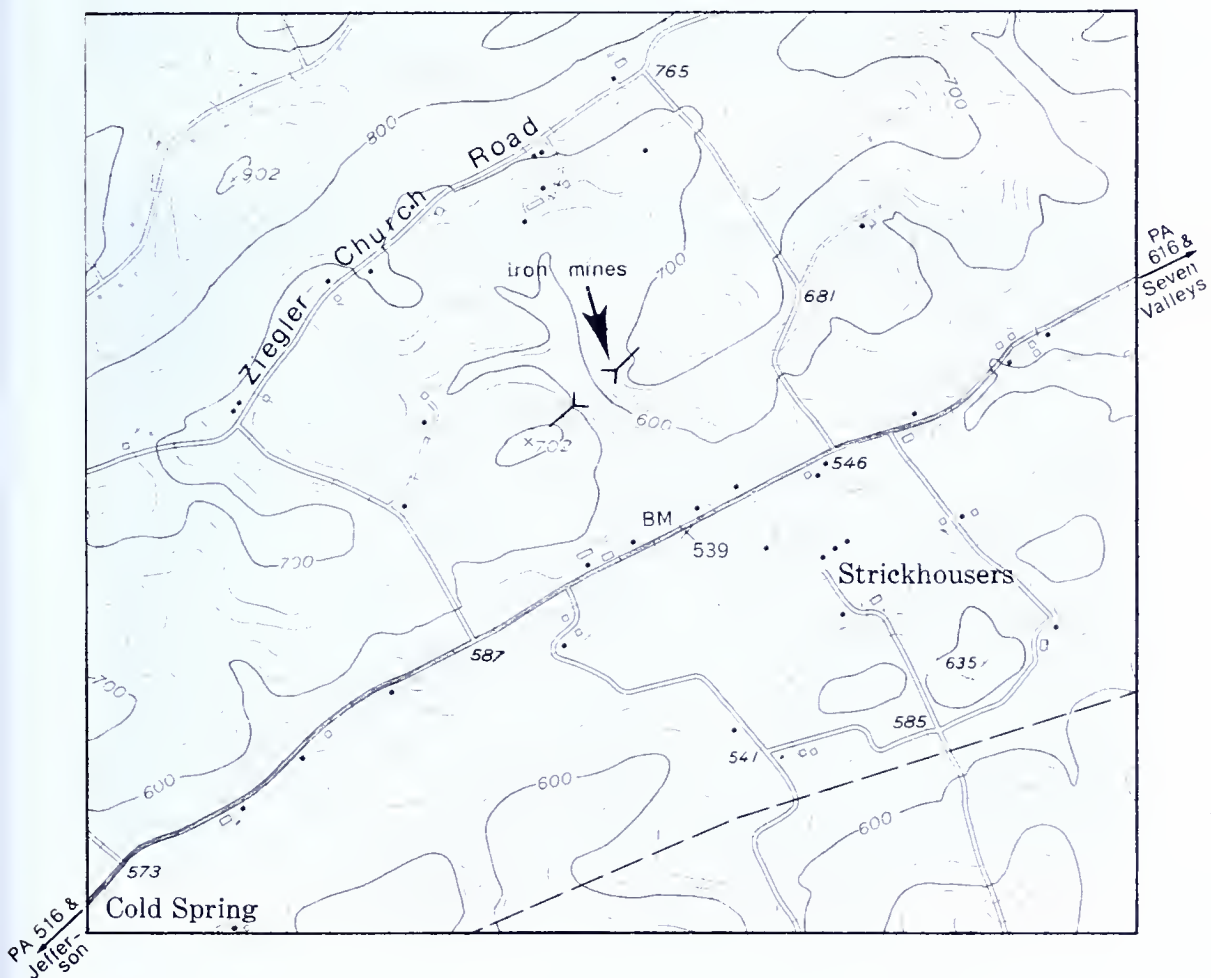 765
700
800
Road
902
Church
PA
616 &
Seven
Valleys
iron mines
700
681
Ziegler
600
702
546
BM
539
Strickhousers
700
587
635
700
585
541
600
600
600
573
Cold Spring
PA 516 &
Jeffer-
son